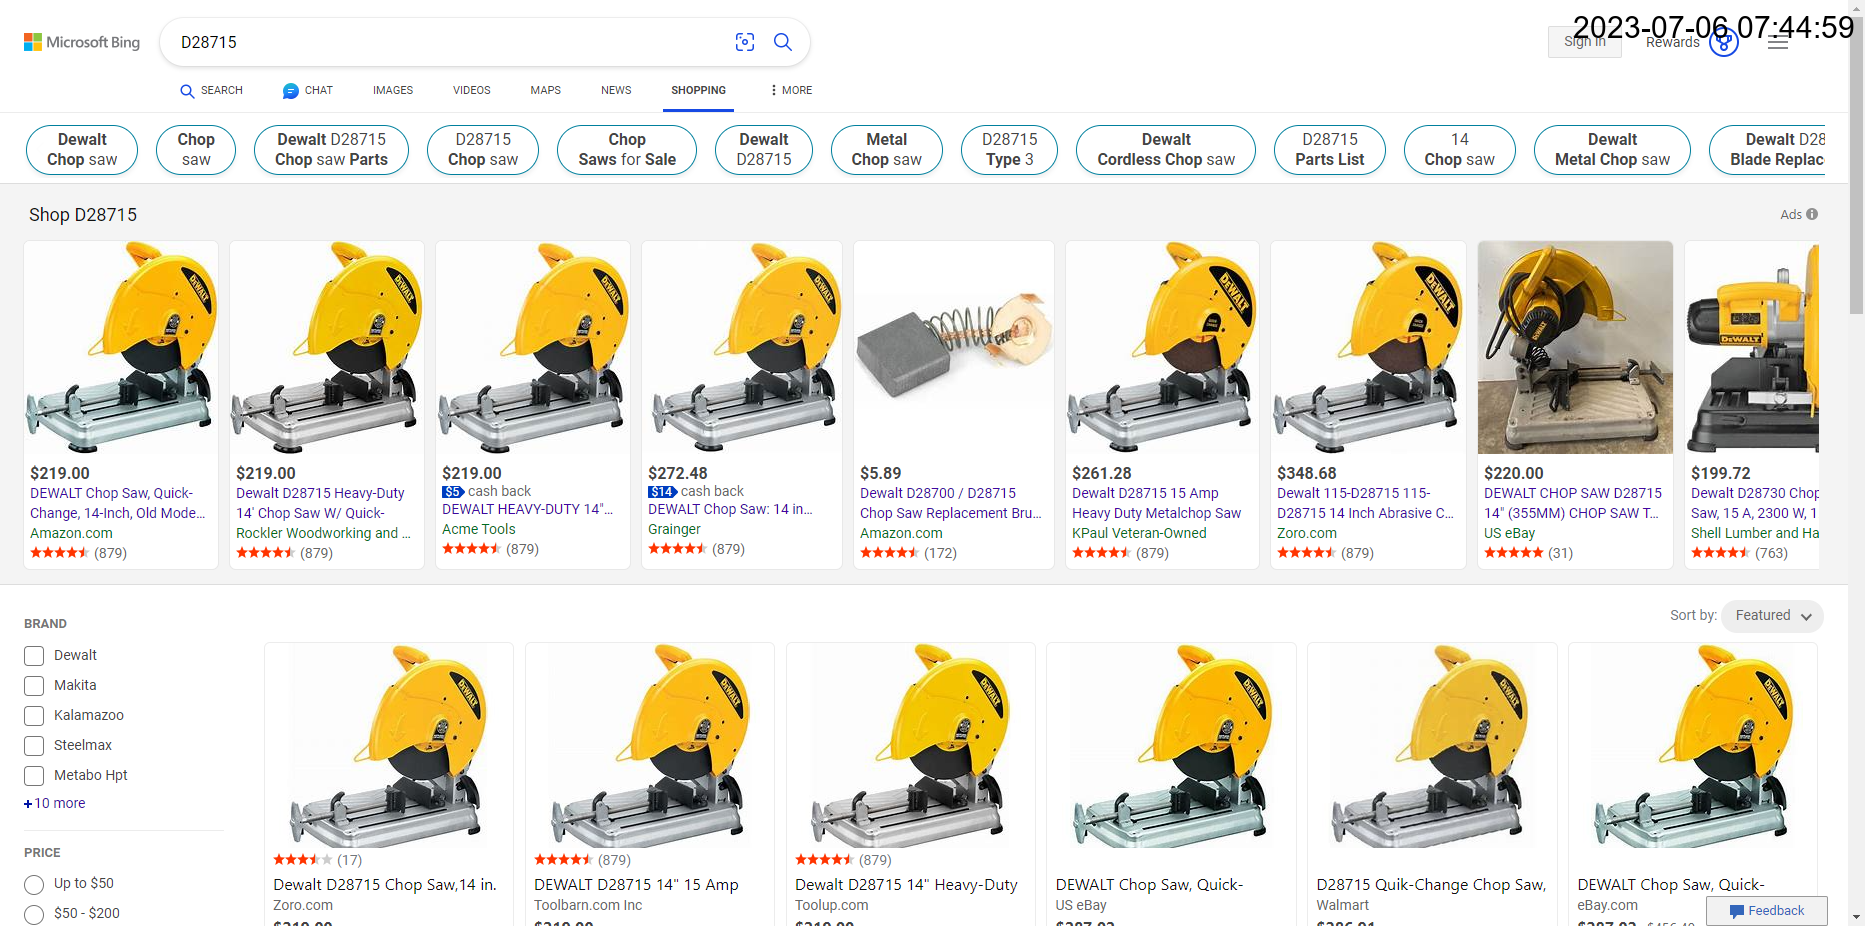 2023-07-06 07:44:59
Microsoft Bing
D28715
Sign in
Rewards
SEARCH
CHAT
IMAGES
VIDEOS
MAPS
NEWS
SHOPPING
MORE
Dewalt
Chop saw
Chop
saw
Dewalt D28715
Chop saw Parts
D28715
Chop saw
Chop
Saws for Sale
Dewalt
D28715
Metal
Chop saw
D28715
Type 3
Dewalt
Cordless Chop saw
D28715
Parts List
14
Chop saw
Dewalt
Metal Chop saw
Dewalt D28
Blade Replac
Shop D28715
Ads
$219.00
DEWALT Chop Saw, Quick-
Change, 14-Inch, Old Mode...
Amazon.com
(879)
$219.00
Dewalt D28715 Heavy-Duty
14' Chop Saw W/ Quick-
Rockler Woodworking and ...
(879)
$219.00
$5 cash back
DEWALT HEAVY-DUTY 14"...
Acme Tools
(879)
$272.48
$14 cash back
DEWALT Chop Saw: 14 in...
Grainger
(879)
$5.89
Dewalt D28700 / D28715
Chop Saw Replacement Bru...
Amazon.com
(172)
$261.28
Dewalt D28715 15 Amp
Heavy Duty Metalchop Saw
KPaul Veteran-Owned
(879)
$348.68
Dewalt 115-D28715 115-
D28715 14 Inch Abrasive C...
Zoro.com
(879)
$220.00
DEWALT CHOP SAW D28715
14" (355MM) CHOP SAW T...
US eBay
(31)
$199.72
Dewalt D28730 Chop
Saw, 15 A, 2300 W, 1
Shell Lumber and Ha
(763)
Sort by: Featured
BRAND
Dewalt
Makita
Kalamazoo
Steelmax
Metabo Hpt
+10 more
PRICE
Up to $50
$50 - $200
(17)
Dewalt D28715 Chop Saw,14 in.
Zoro.com
$219.00
(879)
DEWALT D28715 14" 15 Amp
Toolbarn.com Inc
$219.00
(879)
Dewalt D28715 14" Heavy-Duty
Toolup.com
$219.00
DEWALT Chop Saw, Quick-
US eBay
D28715 Quik-Change Chop Saw,
Walmart
DEWALT Chop Saw, Quick-
eBay.com
Feedback